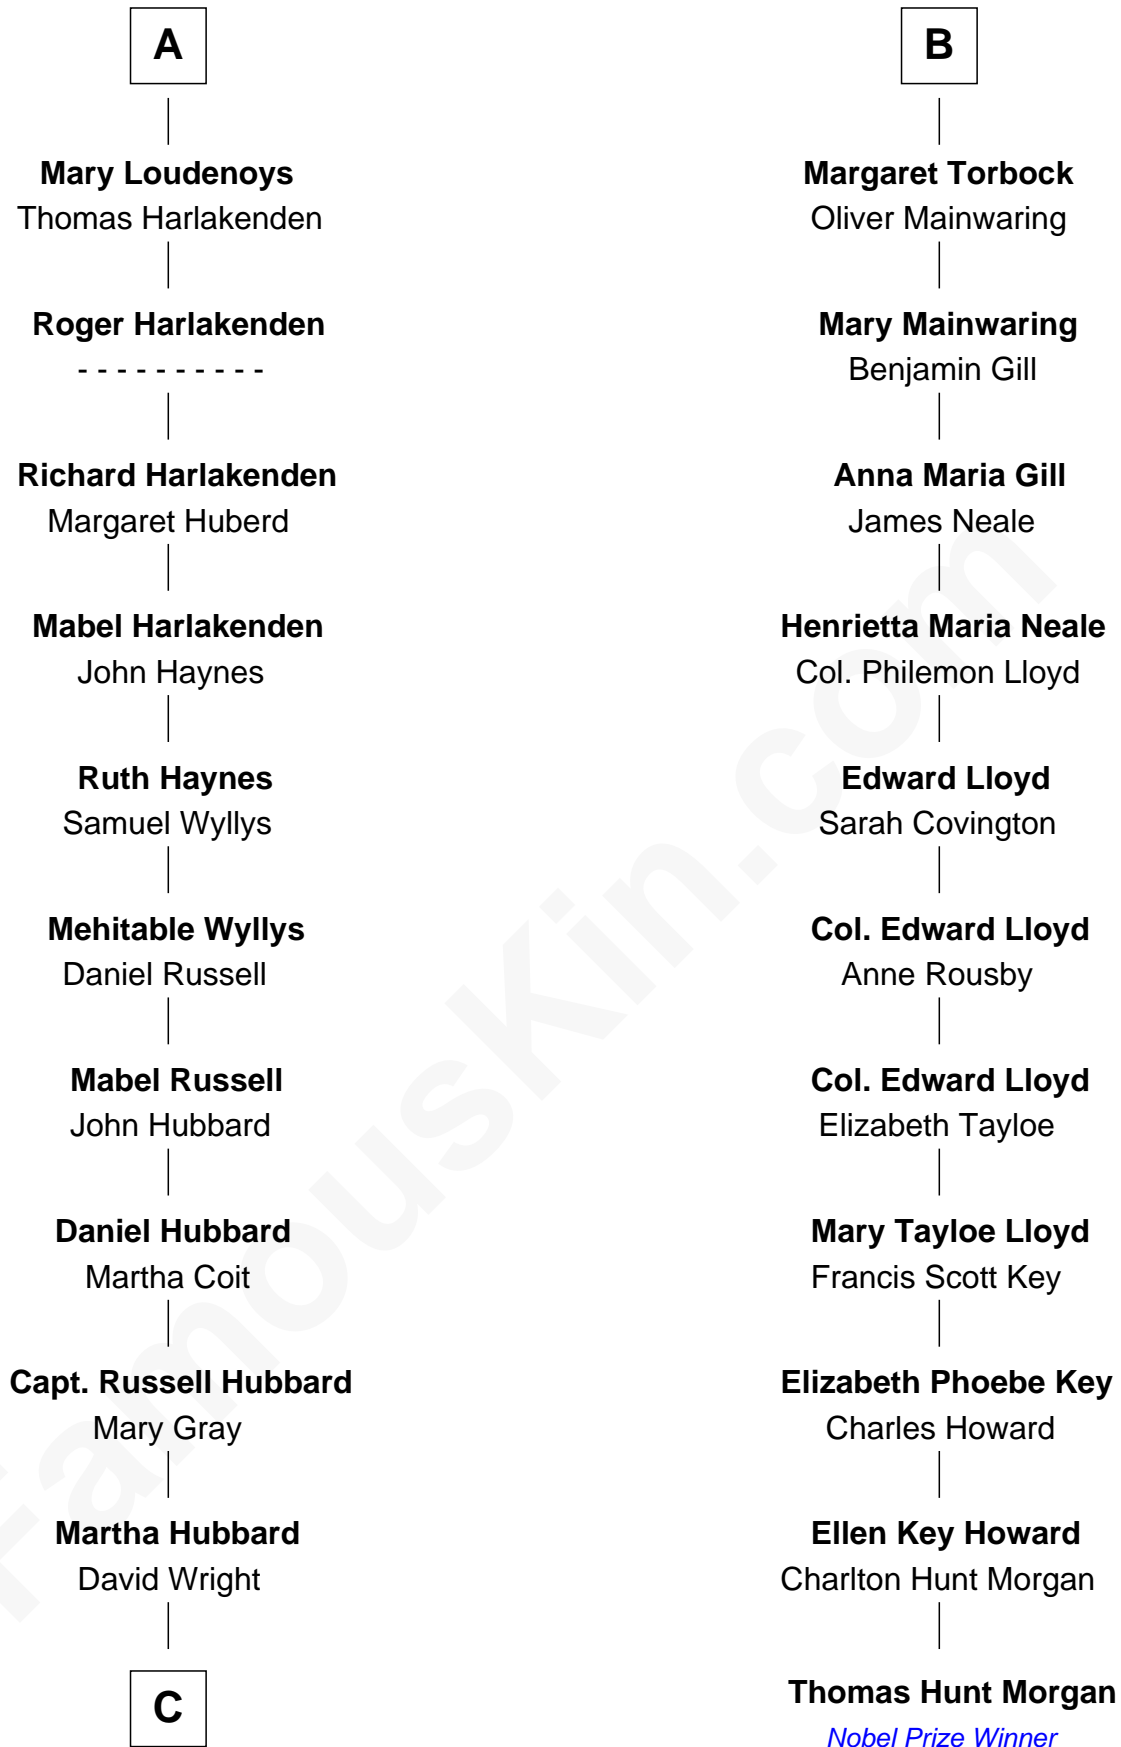 A
Mary Loudenoys
Thomas Harlakenden
Roger Harlakenden
- - - - - - - - - -
Richard Harlakenden
Margaret Huberd
Mabel Harlakenden
John Haynes
Ruth Haynes
Samuel Wyllys
Mehitable Wyllys
Daniel Russell
Mabel Russell
John Hubbard
Daniel Hubbard
Martha Coit
Capt. Russell Hubbard
Mary Gray
Martha Hubbard
David Wright
C
B
Margaret Torbock
Oliver Mainwaring
Mary Mainwaring
Benjamin Gill
Anna Maria Gill
James Neale
Henrietta Maria Neale
Col. Philemon Lloyd
Edward Lloyd
Sarah Covington
Col. Edward Lloyd
Anne Rousby
Col. Edward Lloyd
Elizabeth Tayloe
Mary Tayloe Lloyd
Francis Scott Key
Elizabeth Phoebe Key
Charles Howard
Ellen Key Howard
Charlton Hunt Morgan
Thomas Hunt Morgan
Nobel Prize Winner
FamousKin.com